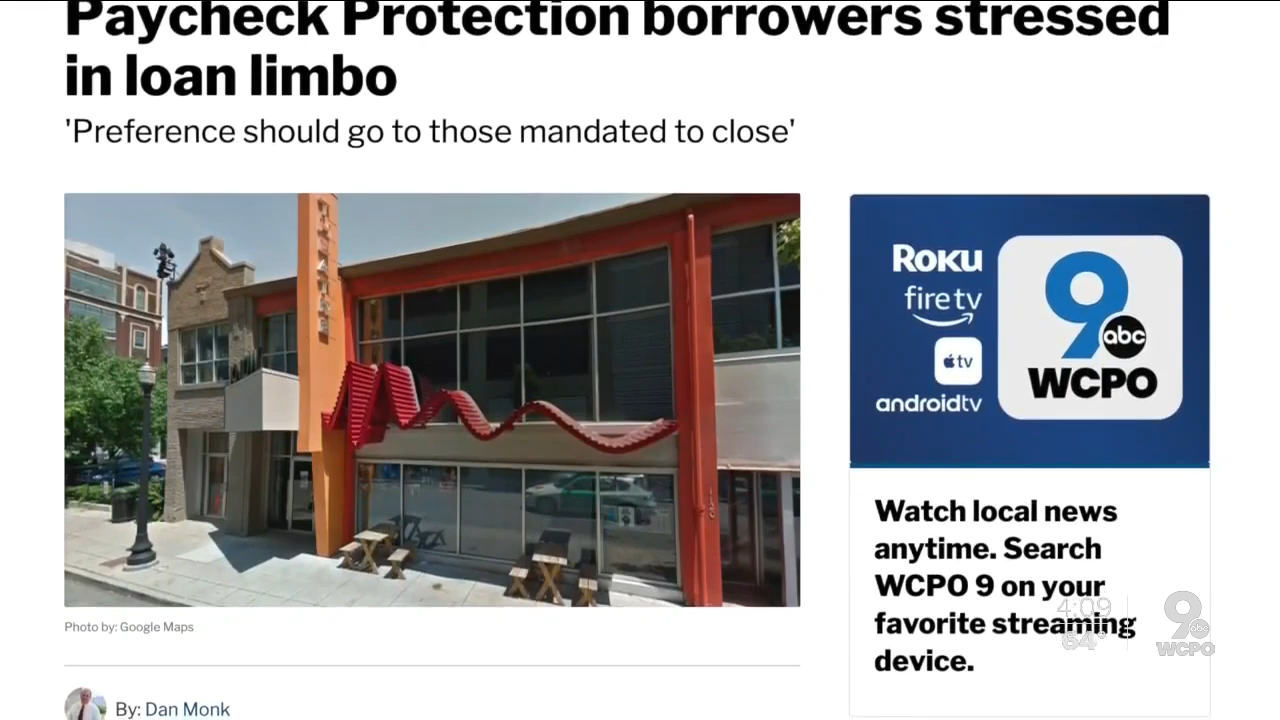 Paycheck Protection borrowers stressed
in loan limbo
'Preference should go to those mandated to close'
THEATRE
Photo by: Google Maps
By: Dan Monk
Roku
fire tv
tv
androidtv
9
abc
WCPO
Watch local news
anytime. Search
WCPO 9 on your
favorite streaming
device.
4:09
64°
9
abc
WCPO